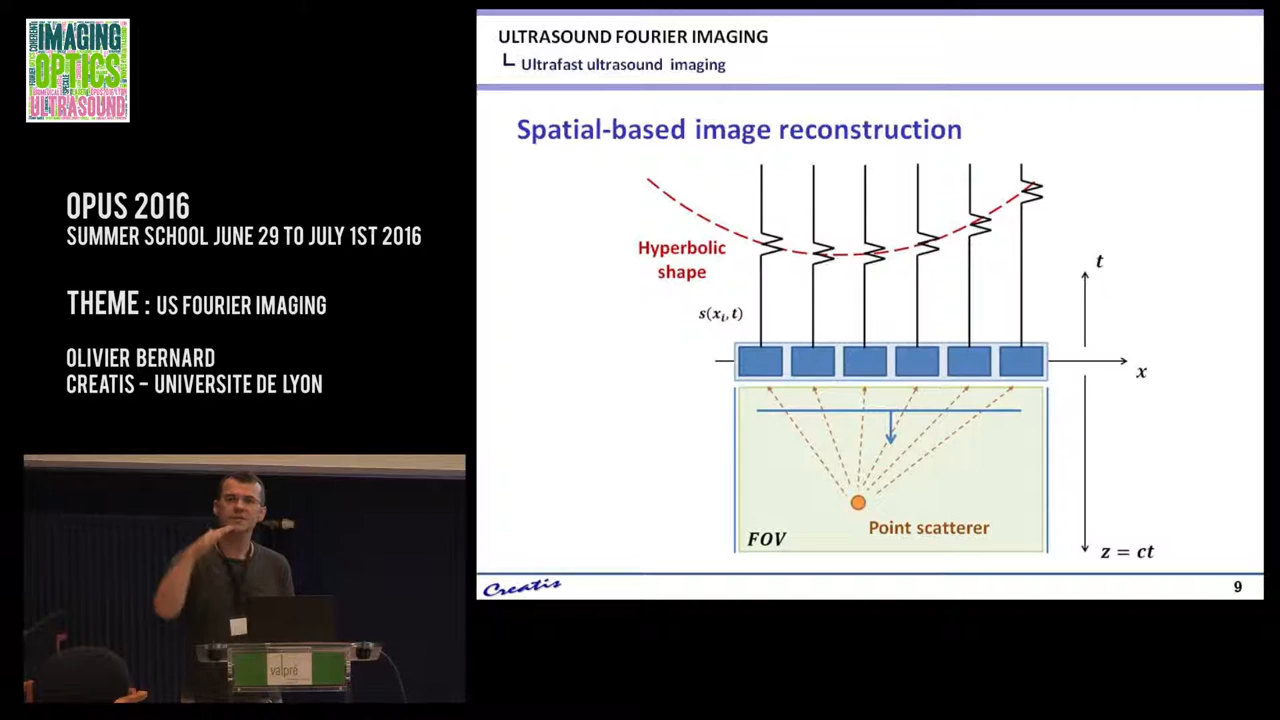 IMAGING
OPTICS
ULTRASOUND
OPUS 2016
SUMMER SCHOOL JUNE 29 TO JULY 1ST 2016
THEME : US FOURIER IMAGING
OLIVIER BERNARD
CREATIS – UNIVERSITE DE LYON
valpré
ULTRASOUND FOURIER IMAGING
Ultrafast ultrasound imaging
Spatial-based image reconstruction
Hyperbolic
shape
t
s(xᵢ, t)
x
Point scatterer
FOV
z = ct
Creatis
9